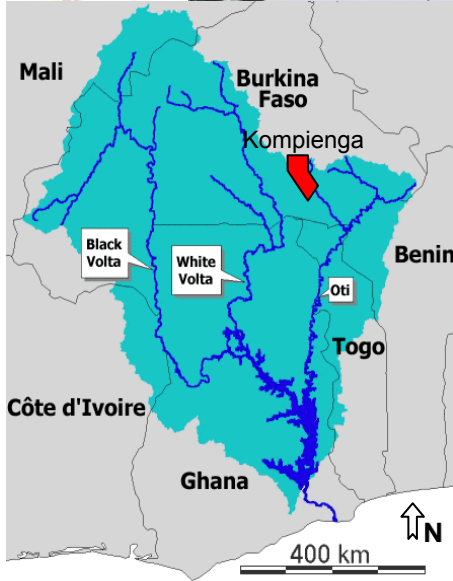 Mali
Burkina
Faso
Kompienga
Black
Volta
White
Volta
Benin
Oti
Togo
Côte d'Ivoire
Ghana
N
400 km